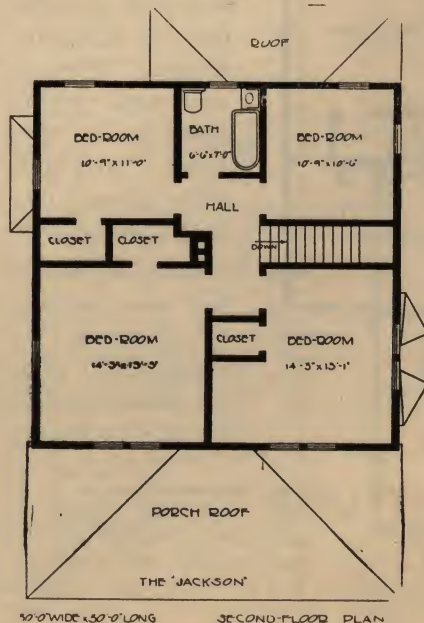 ROOF
BED-ROOM
10'-9" X 11'-0"
BATH
6'-6" X 7'-0"
BED-ROOM
10'-9" X 10'-6"
HALL
CLOSET
CLOSET
DOWN
BED-ROOM
CLOSET
BED-ROOM
14'-3" X 13'-1"
PORCH ROOF
THE "JACKSON"
30'-0" WIDE X 30'-0" LONG
SECOND-FLOOR PLAN